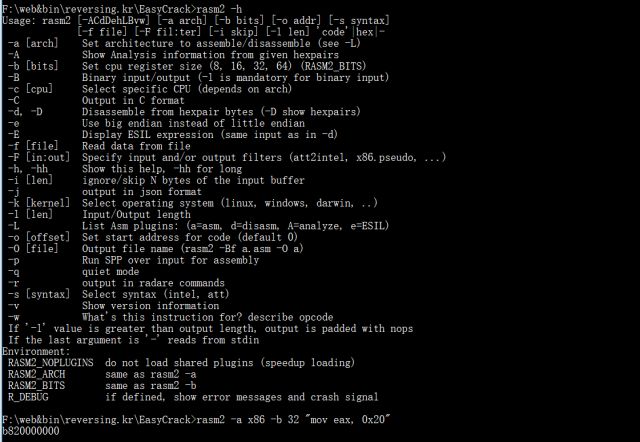 F:\web&bin\reversing.kr\EasyCrack>rasm2 -h
Usage: rasm2 [-ACdDehLBvw] [-a arch] [-b bits] [-o addr] [-s syntax]
[-f file] [-F fil:ter] [-i skip] [-l len] 'code'|hex|-
-a [arch] Set architecture to assemble/disassemble (see -L)
-A Show Analysis information from given hexpairs
-b [bits] Set cpu register size (8, 16, 32, 64) (RASM2_BITS)
-B Binary input/output (-l is mandatory for binary input)
-c [cpu] Select specific CPU (depends on arch)
-C Output in C format
-d, -D Disassemble from hexpair bytes (-D show hexpairs)
-e Use big endian instead of little endian
-E Display ESIL expression (same input as in -d)
-f [file] Read data from file
-F [in:out] Specify input and/or output filters (att2intel, x86.pseudo, ...)
-h, -hh Show this help, -hh for long
-i [len] ignore/skip N bytes of the input buffer
-j output in json format
-k [kernel] Select operating system (linux, windows, darwin, ..)
-l [len] Input/Output length
-L List Asm plugins: (a=asm, d=disasm, A=analyze, e=ESIL)
-o [offset] Set start address for code (default 0)
-O [file] Output file name (rasm2 -Bf a.asm -O a)
-p Run SPP over input for assembly
-q quiet mode
-r output in radare commands
-s [syntax] Select syntax (intel, att)
-v Show version information
-w What's this instruction for? describe opcode
If '-l' value is greater than output length, output is padded with nops
If the last argument is '-' reads from stdin
Environment:
RASM2_NOPLUGINS do not load shared plugins (speedup loading)
RASM2_ARCH same as rasm2 -a
RASM2_BITS same as rasm2 -b
R_DEBUG if defined, show error messages and crash signal
F:\web&bin\reversing.kr\EasyCrack>rasm2 -a x86 -b 32 "mov eax, 0x20"
b820000000